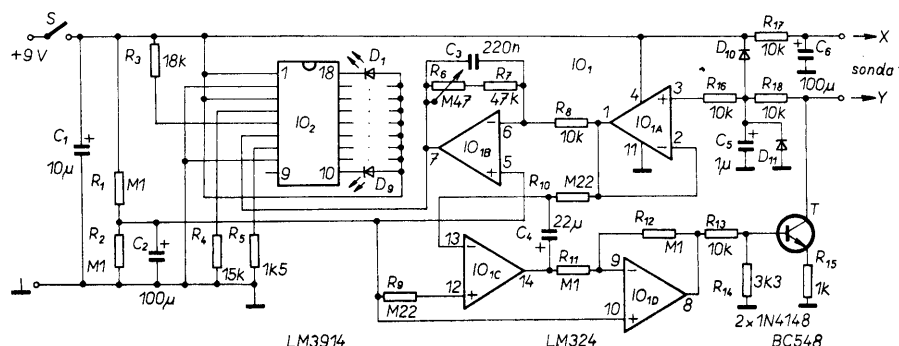 S
+9V
R3
18k
C1
10µ
R1
M1
R2
M1
C2
100µ
R4
15k
R5
1k5
1
18
IO2
9
10
D1
D9
C3
220n
R6
M47
R7
47k
IO1
7
IO1B
6
5
R8
10k
1
4
IO1A
3
2
11
R10
M22
C4
22µ
R9
M22
13
12
IO1C
14
R11
M1
R12
M1
9
10
IO1D
8
R13
10k
R14
3k3
R15
1k
T
R16
10k
R18
10k
C5
1µ
D11
D10
R17
10k
C6
100µ
X
sonda
Y
LM3914
LM324
2x1N4148
BC548